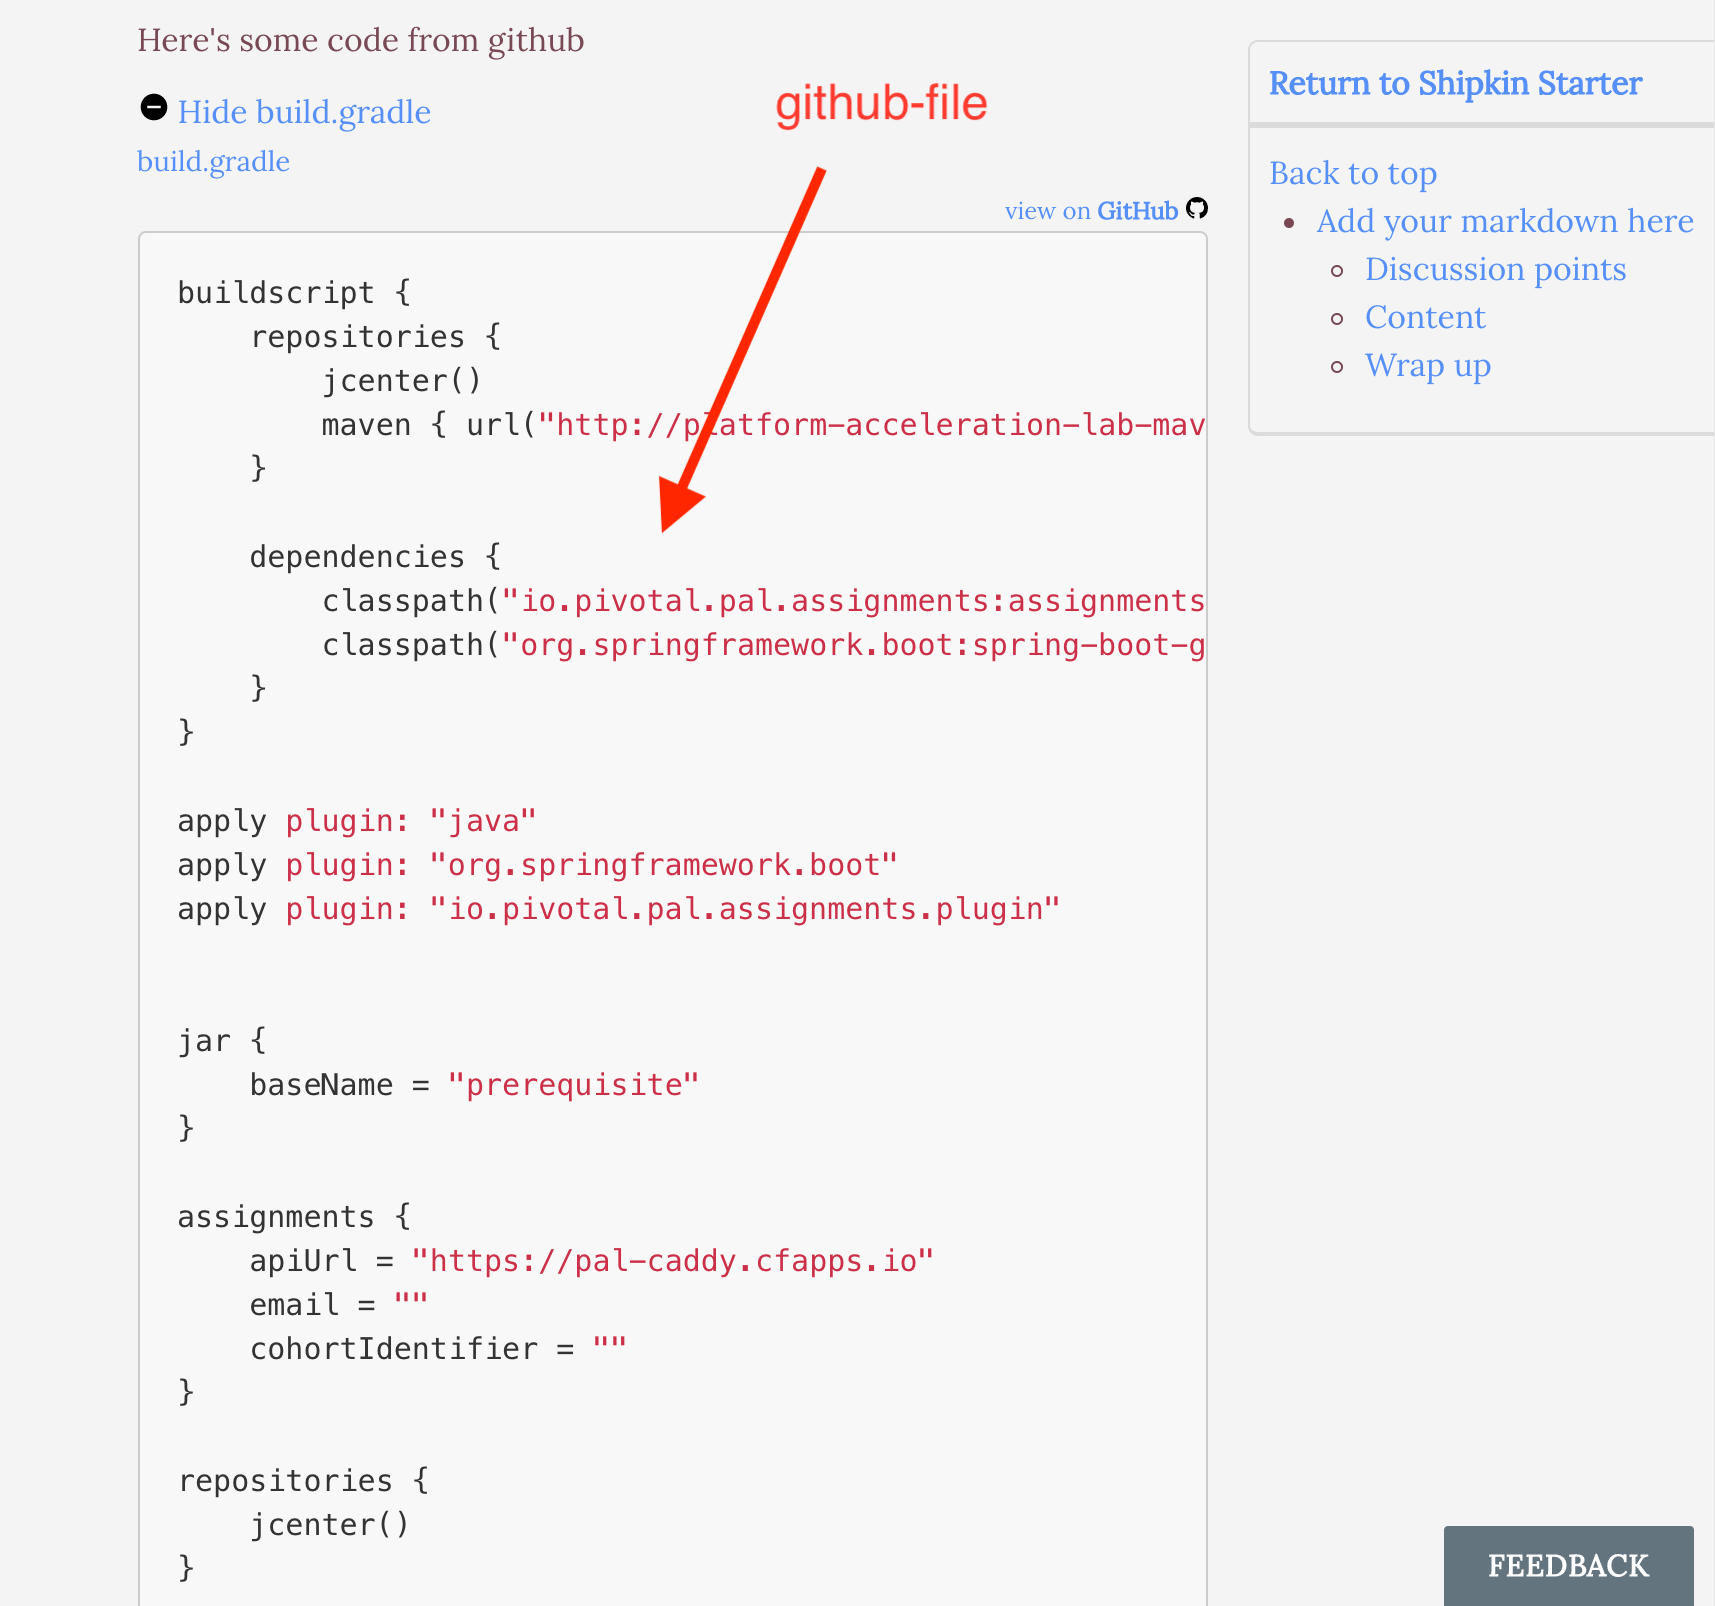 Here's some code from github
Hide build.gradle
build.gradle
github-file
view on GitHub
buildscript {
    repositories {
        jcenter()
        maven { url("http://platform-acceleration-lab-mav
    }
    dependencies {
        classpath("io.pivotal.pal.assignments:assignments
        classpath("org.springframework.boot:spring-boot-g
    }
}
apply plugin: "java"
apply plugin: "org.springframework.boot"
apply plugin: "io.pivotal.pal.assignments.plugin"
jar {
    baseName = "prerequisite"
}
assignments {
    apiUrl = "https://pal-caddy.cfapps.io"
    email = ""
    cohortIdentifier = ""
}
repositories {
    jcenter()
}
Return to Shipkin Starter
Back to top
Add your markdown here
Discussion points
Content
Wrap up
FEEDBACK